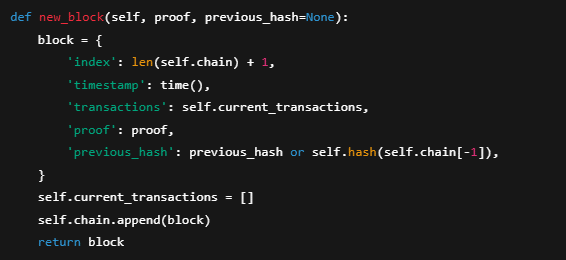 def new_block(self, proof, previous_hash=None):
    block = {
        'index': len(self.chain) + 1,
        'timestamp': time(),
        'transactions': self.current_transactions,
        'proof': proof,
        'previous_hash': previous_hash or self.hash(self.chain[-1]),
    }
    self.current_transactions = []
    self.chain.append(block)
    return block